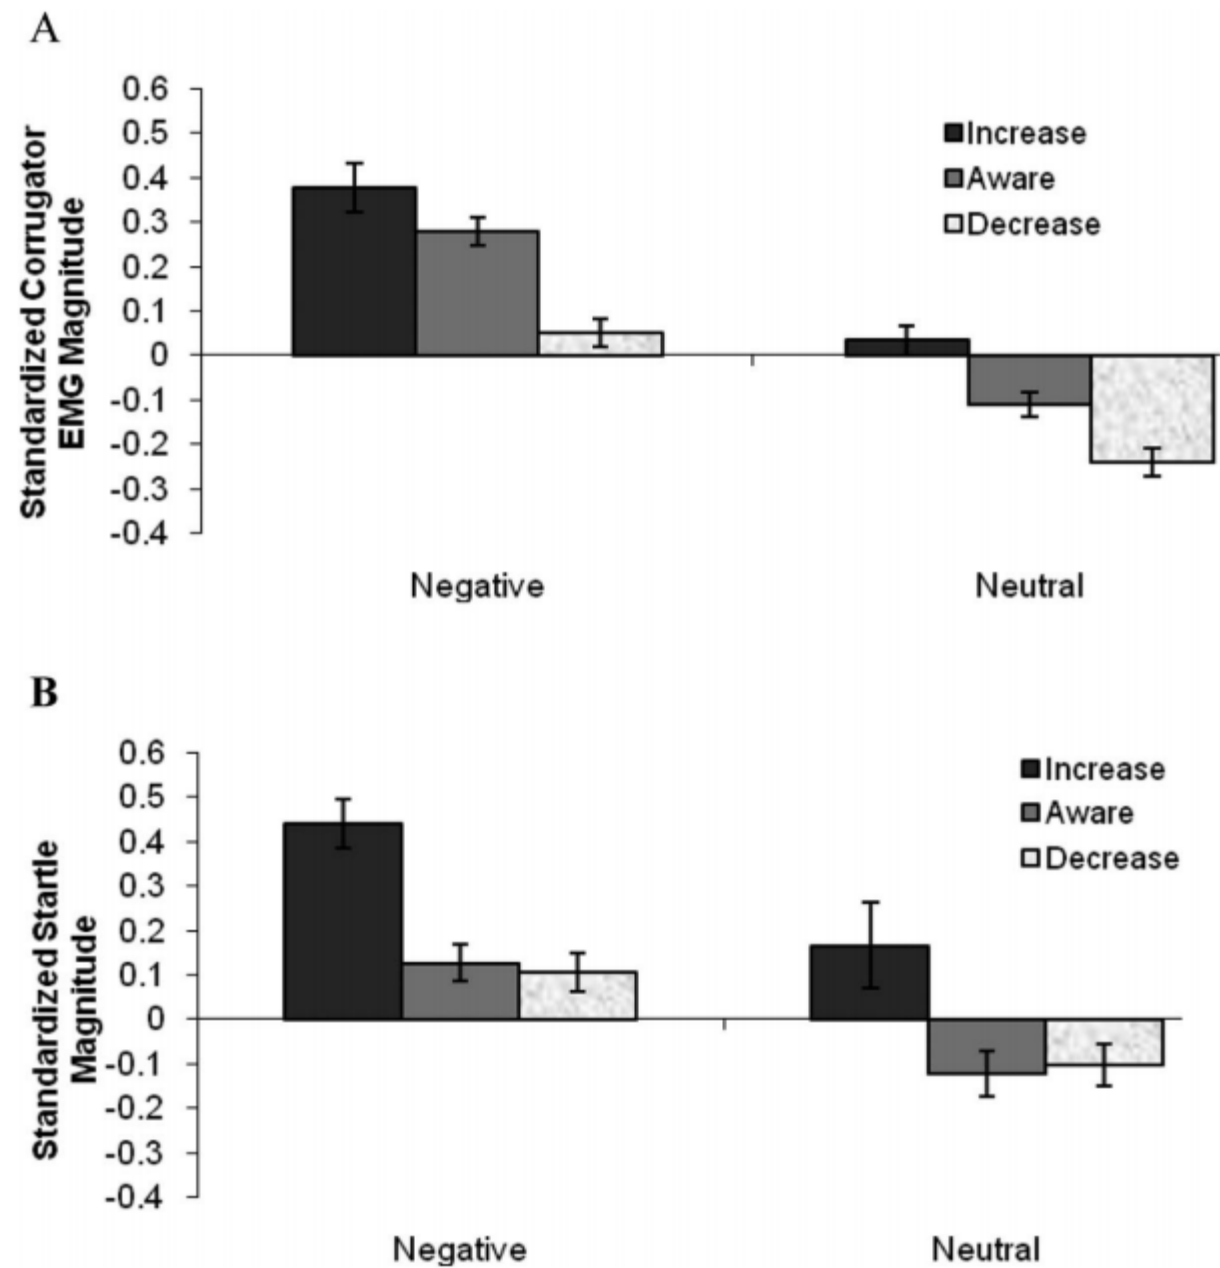 A
0.6
0.5
0.4
0.3
0.2
0.1
0
-0.1
-0.2
-0.3
-0.4
Standardized Corrugator
EMG Magnitude
Increase
Aware
Decrease
Negative
Neutral
B
0.6
0.5
0.4
0.3
0.2
0.1
0
-0.1
-0.2
-0.3
-0.4
Standardized Startle
Magnitude
Increase
Aware
Decrease
Negative
Neutral